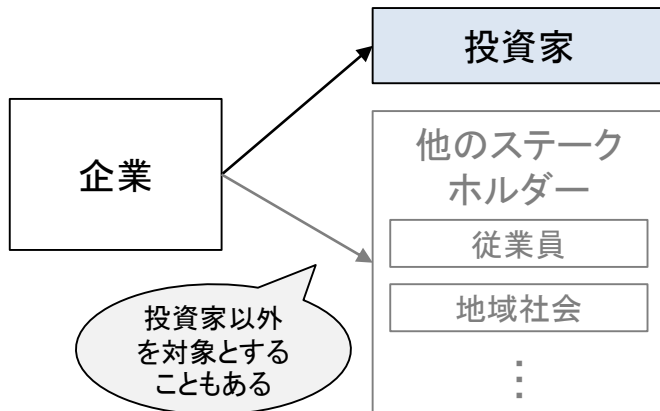 投資家
企業
他のステーク
ホルダー
従業員
地域社会
⋮
投資家以外
を対象とする
こともある